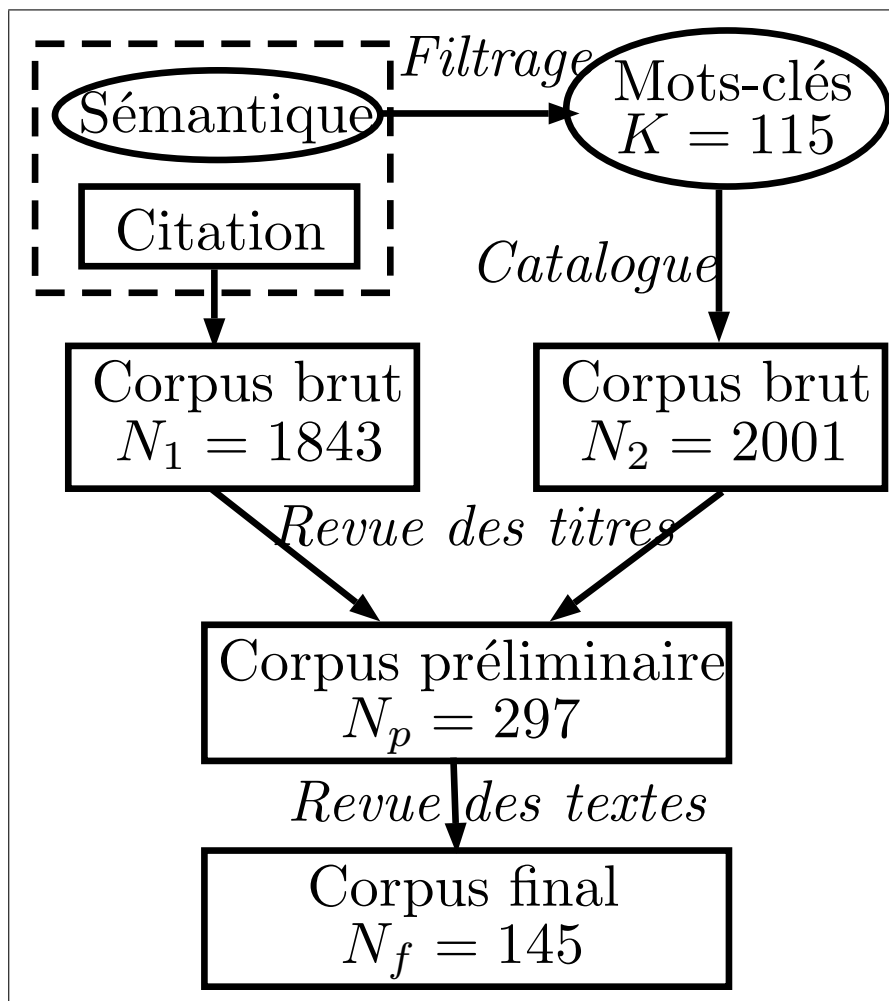 Filtrage
Sémantique
Mots-clés
K = 115
Citation
Catalogue
Corpus brut
N₁ = 1843
Corpus brut
N₂ = 2001
Revue des titres
Corpus préliminaire
Nₚ = 297
Revue des textes
Corpus final
N_f = 145